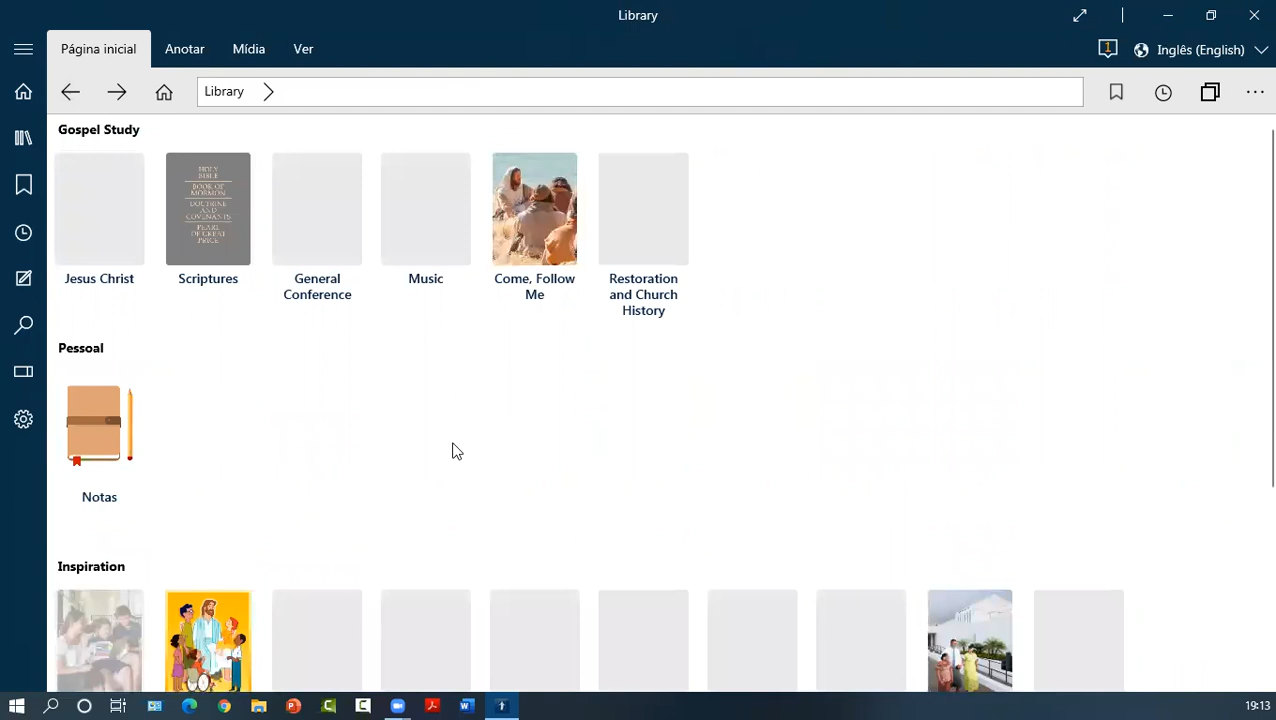 Library
Página inicial
Anotar
Mídia
Ver
1
Inglês (English)
Library
Gospel Study
HOLY
BIBLE
BOOK OF
MORMON
DOCTRINE
AND
COVENANTS
PEARL
OF GREAT
PRICE
Jesus Christ
Scriptures
General
Conference
Music
Come, Follow
Me
Restoration
and Church
History
Pessoal
Notas
Inspiration
19:13